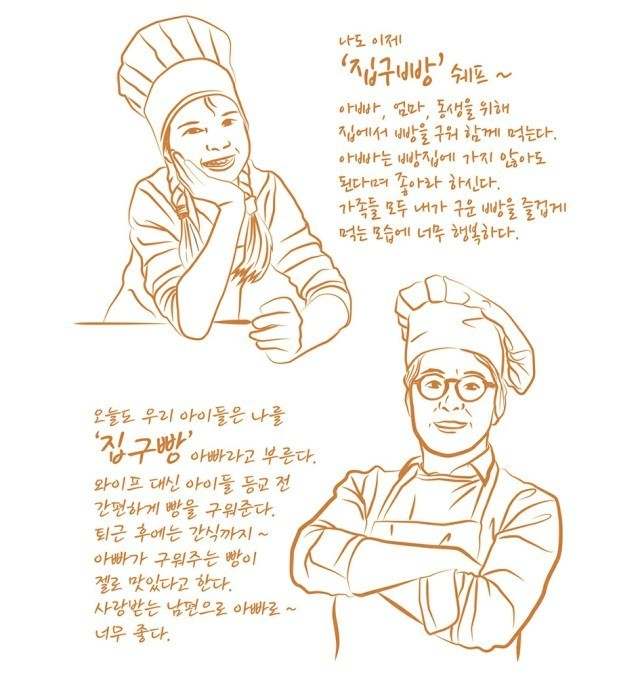 나도 이제
'집구빵' 쉐프 ~
아빠, 엄마, 동생을 위해
집에서 빵을 구워 함께 먹는다.
아빠는 빵집에 가지 않아도
된다며 좋아라 하신다.
가족들 모두 내가 구운 빵을 즐겁게
먹는 모습에 너무 행복하다.
오늘도 우리 아이들은 나를
'집구빵' 아빠라고 부른다.
와이프 대신 아이들 등교 전
간편하게 빵을 구워준다.
퇴근 후에는 간식까지 ~
아빠가 구워주는 빵이
젤로 맛있다고 한다.
사랑받는 남편으로 아빠로 ~
너무 좋다.